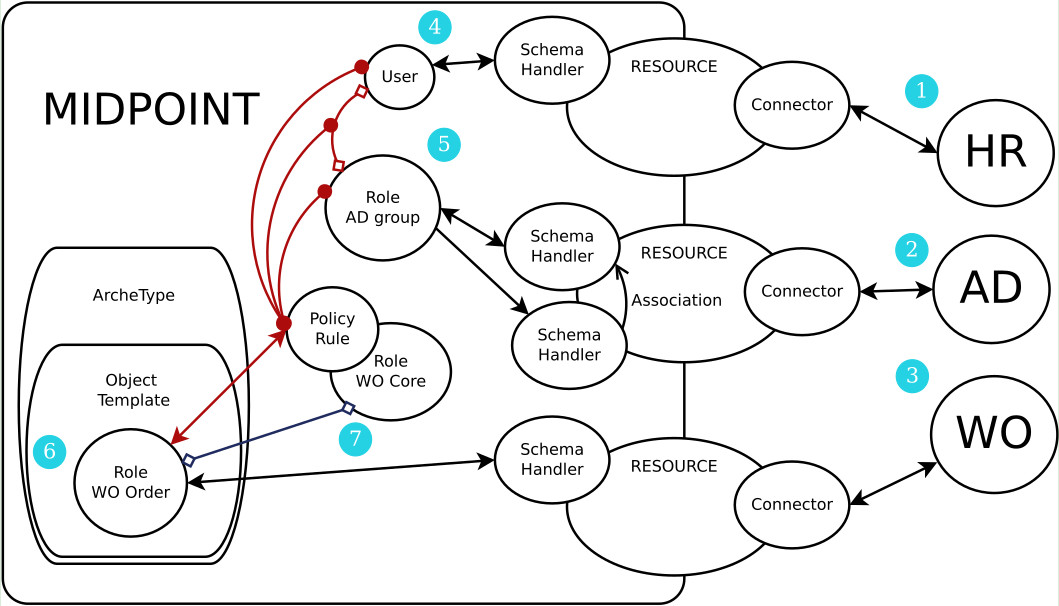 4
Schema
Handler
RESOURCE
User
1
Connector
MIDPOINT
HR
5
Role
AD group
Schema
Handler
RESOURCE
2
AD
Connector
Association
ArcheType
Policy
Rule
Schema
Handler
Role
WO Core
3
Object
Template
WO
6
7
Role
WO Order
Schema
Handler
RESOURCE
Connector